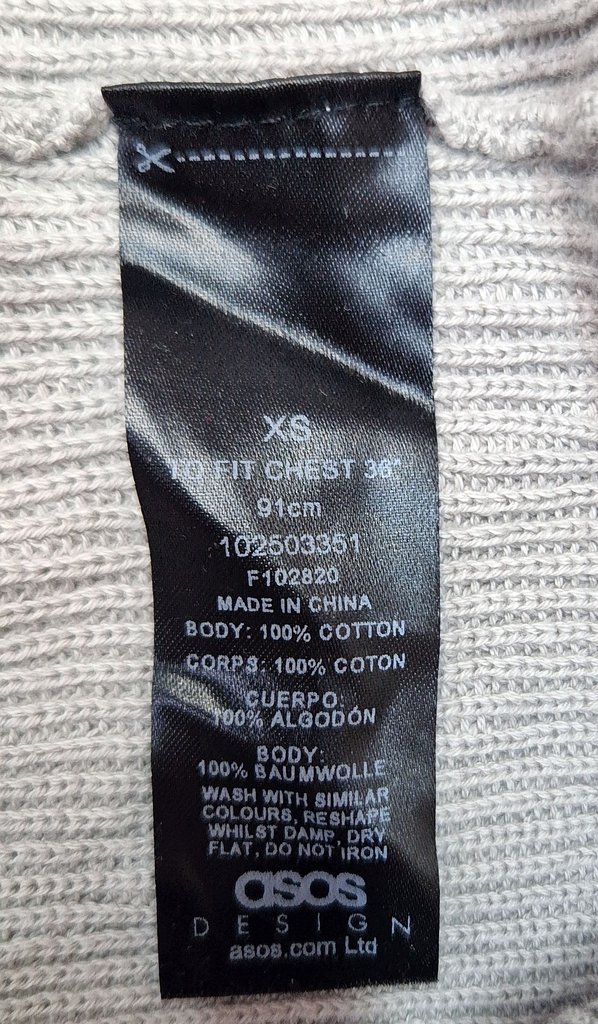 XS
TO FIT CHEST 36"
91cm
102503351
F102820
MADE IN CHINA
BODY: 100% COTTON
CORPS: 100% COTON
CUERPO:
100% ALGODÓN
BODY:
100% BAUMWOLLE
WASH WITH SIMILAR
COLOURS, RESHAPE
WHILST DAMP, DRY
FLAT, DO NOT IRON
asos
DESIGN
asos.com Ltd